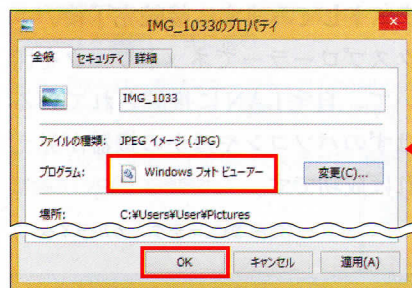 IMG_1033のプロパティ
全般 セキュリティ 詳細
IMG_1033
ファイルの種類: JPEG イメージ (.JPG)
プログラム: Windows フォト ビューアー 変更(C)...
場所: C:¥Users¥User¥Pictures
OK キャンセル 適用(A)